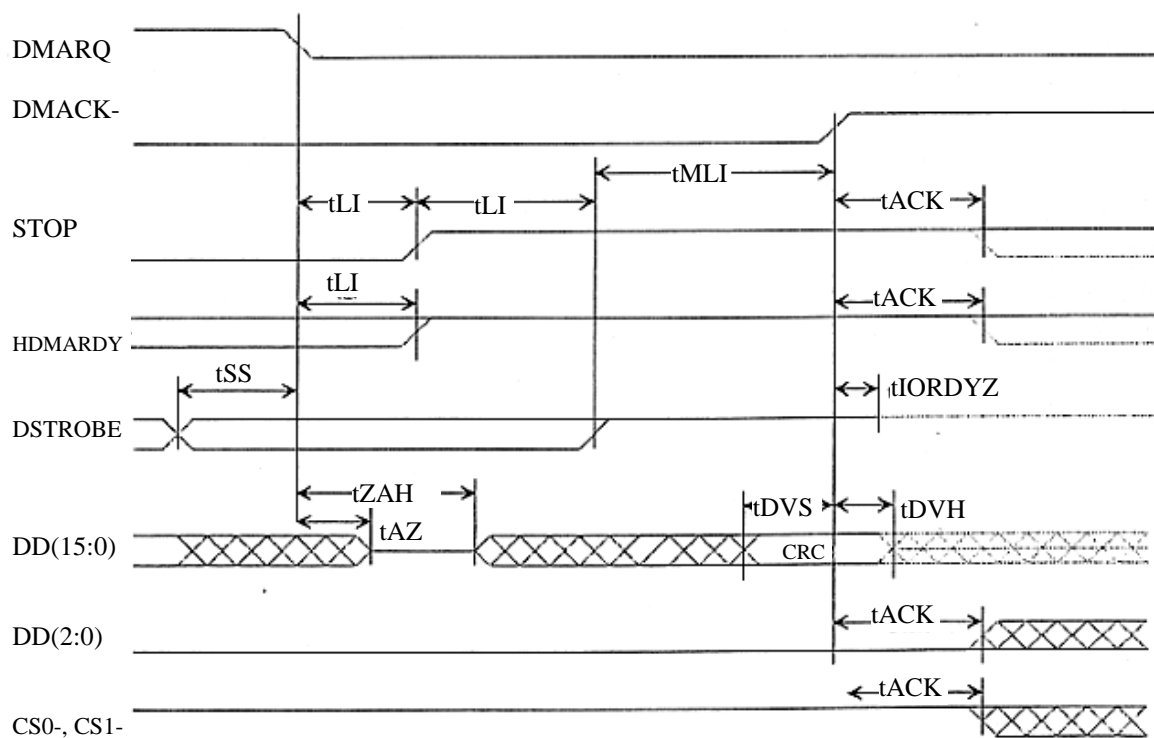 DMARQ
DMACK-
tMLI
tLI tLI tACK
STOP
tLI
tACK
HDMARDY
tSS
tIORDYZ
DSTROBE
tZAH
tDVS tDVH
tAZ
DD(15:0)
CRC
tACK
DD(2:0)
tACK
CS0-, CS1-